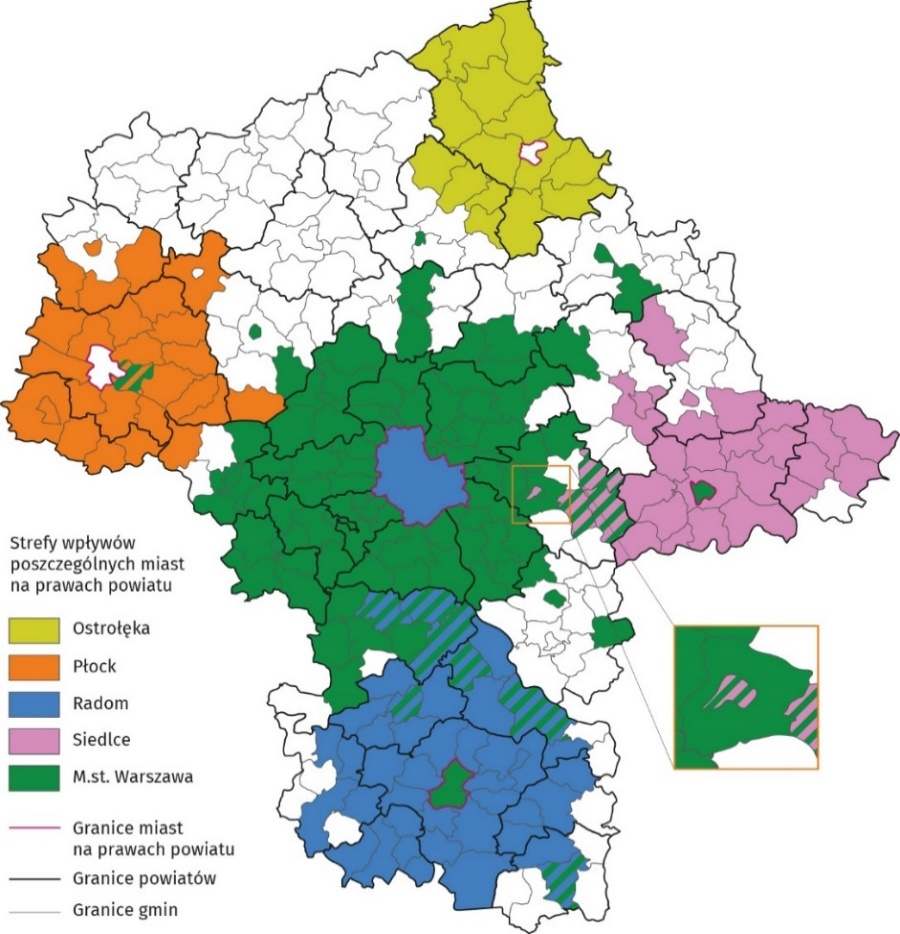 Strefy wpływów
poszczególnych miast
na prawach powiatu
Ostrołęka
Płock
Radom
Siedlce
M.st. Warszawa
Granice miast
na prawach powiatu
Granice powiatów
Granice gmin